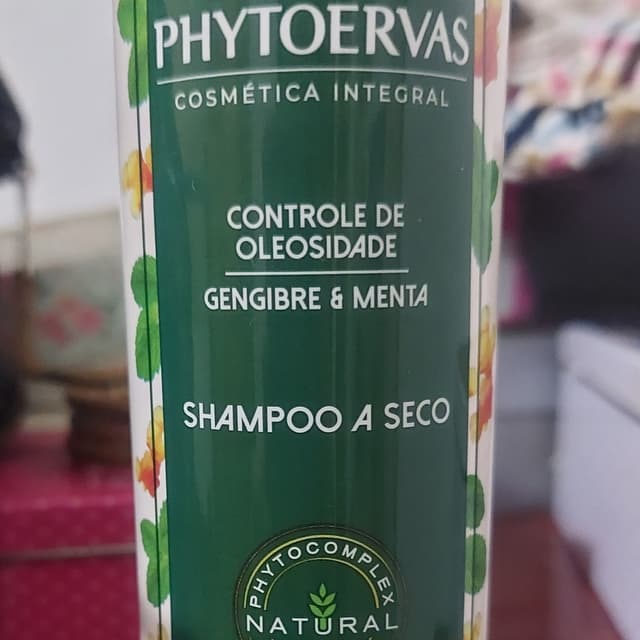 PHYTOERVAS
COSMÉTICA INTEGRAL
CONTROLE DE
OLEOSIDADE
GENGIBRE & MENTA
SHAMPOO A SECO
PHYTOCOMPLEX
NATURAL